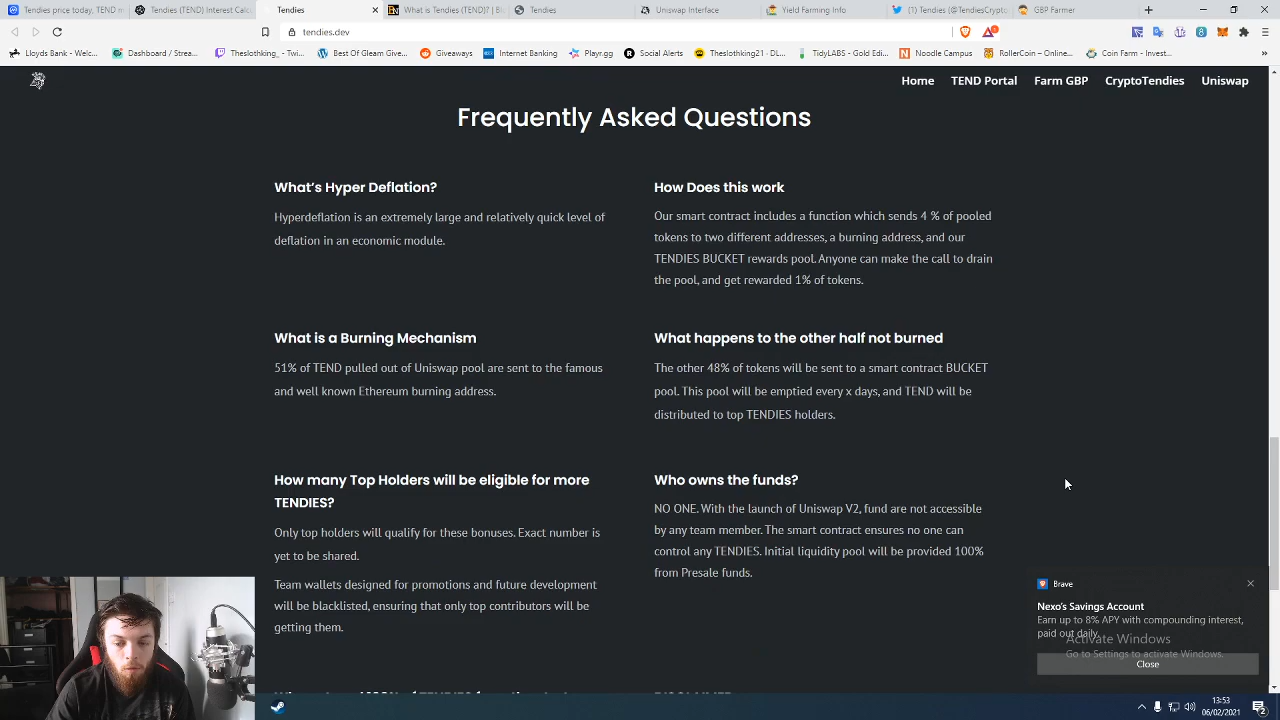 Tendies price today, TEND m
Tendies (TEND) Interest Calc
Tendies
What is Tendies (TEND)? | Be
Tendies
Uniswap Interface
Yield Farming Info
(1) Tendies (@TendiesCrypto
GBP Farmer
tendies.dev
Lloyds Bank - Welc...
Dashboard / Strea...
Theslothking_ - Twi...
Best Of Gleam Give...
Giveaways
Internet Banking
Playr.gg
Social Alerts
Theslothking21 - DL...
TidyLABS - Gold Edi...
Noodle Campus
RollerCoin – Online...
Coin Farm - Invest...
Home
TEND Portal
Farm GBP
CryptoTendies
Uniswap
Frequently Asked Questions
What's Hyper Deflation?
Hyperdeflation is an extremely large and relatively quick level of
deflation in an economic module.
How Does this work
Our smart contract includes a function which sends 4 % of pooled
tokens to two different addresses, a burning address, and our
TENDIES BUCKET rewards pool. Anyone can make the call to drain
the pool, and get rewarded 1% of tokens.
What is a Burning Mechanism
51% of TEND pulled out of Uniswap pool are sent to the famous
and well known Ethereum burning address.
What happens to the other half not burned
The other 48% of tokens will be sent to a smart contract BUCKET
pool. This pool will be emptied every x days, and TEND will be
distributed to top TENDIES holders.
How many Top Holders will be eligible for more
TENDIES?
Only top holders will qualify for these bonuses. Exact number is
yet to be shared.
Team wallets designed for promotions and future development
will be blacklisted, ensuring that only top contributors will be
getting them.
Who owns the funds?
NO ONE. With the launch of Uniswap V2, fund are not accessible
by any team member. The smart contract ensures no one can
control any TENDIES. Initial liquidity pool will be provided 100%
from Presale funds.
Brave
Nexo's Savings Account
Earn up to 8% APY with compounding interest,
paid out daily.
Activate Windows
Go to Settings to activate Windows.
Close
13:53
06/02/2021